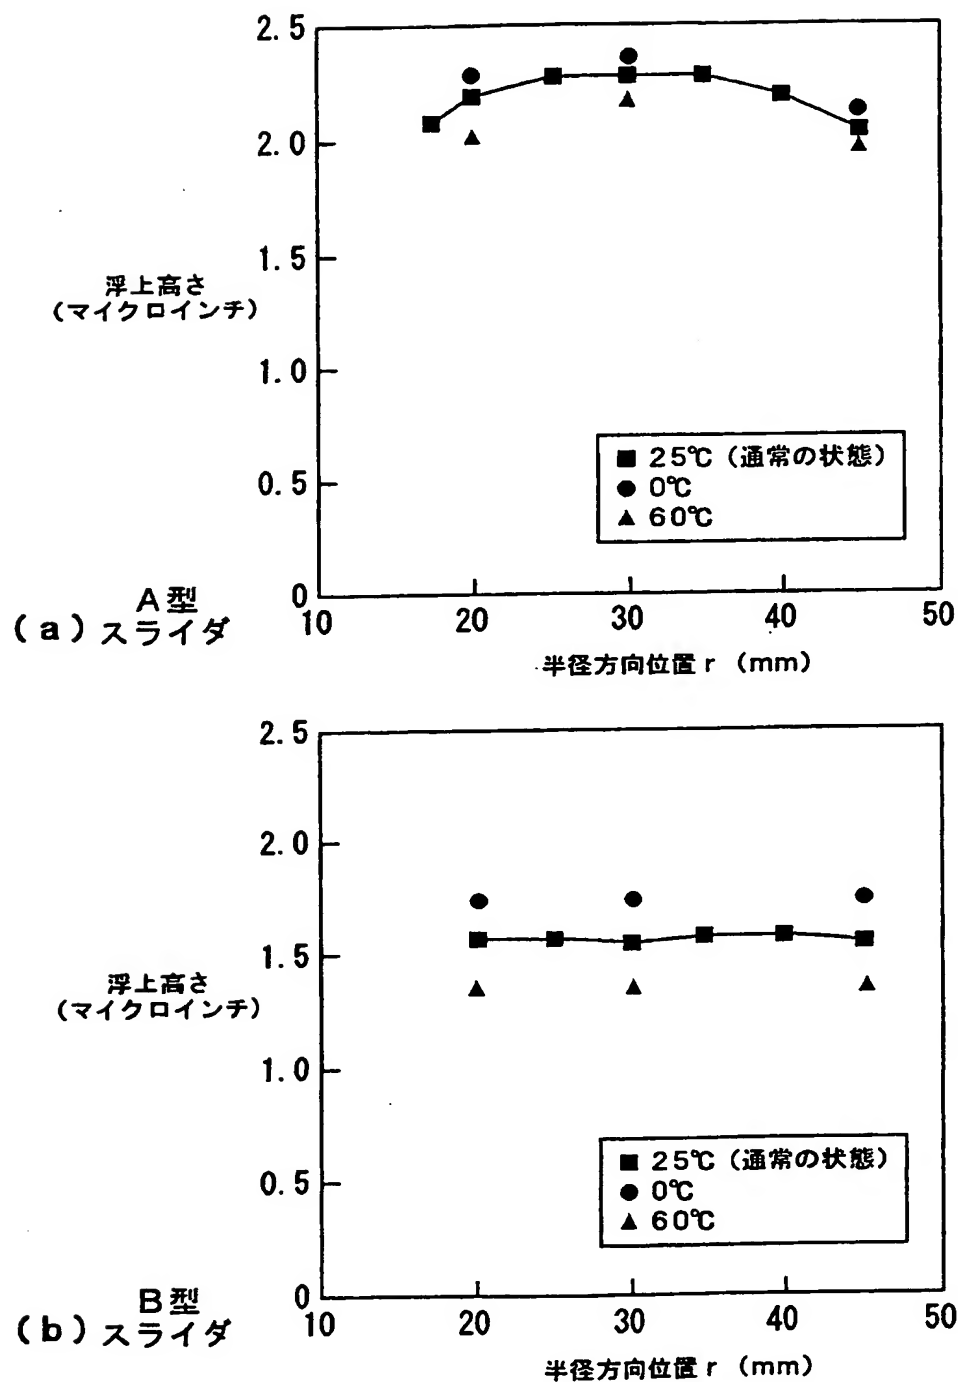 2.5
2.0
1.5
浮上高さ
(マイクロインチ)
1.0
0.5
■ 25℃ (通常の状態)
● 0℃
▲ 60℃
0
10 20 30 40 50
(a) A型スライダ
半径方向位置 r (mm)
2.5
2.0
1.5
浮上高さ
(マイクロインチ)
1.0
0.5
■ 25℃ (通常の状態)
● 0℃
▲ 60℃
0
10 20 30 40 50
(b) B型スライダ
半径方向位置 r (mm)